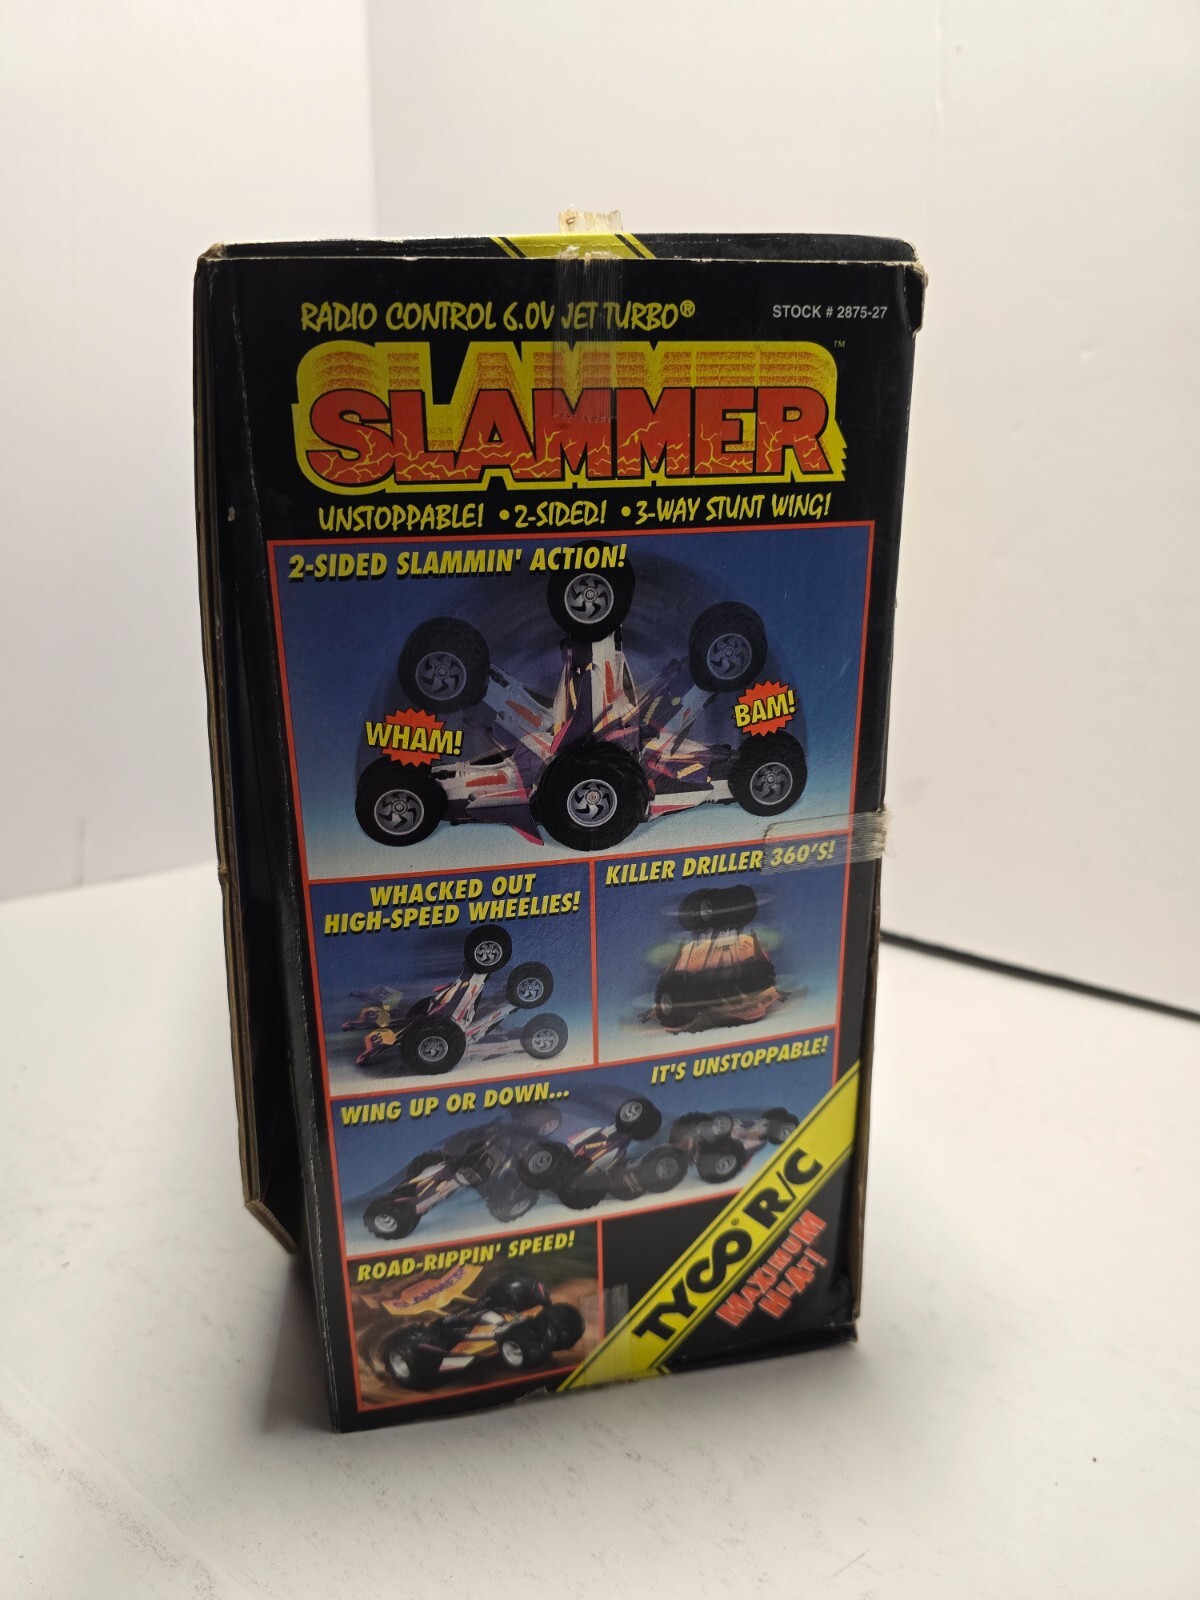 RADIO CONTROL 6.0V JET TURBO®
STOCK # 2875-27
SLAMMER™
UNSTOPPABLE! • 2-SIDED! • 3-WAY STUNT WING!
2-SIDED SLAMMIN' ACTION!
WHAM!
BAM!
WHACKED OUT
HIGH-SPEED WHEELIES!
KILLER DRILLER 360'S!
WING UP OR DOWN...
IT'S UNSTOPPABLE!
ROAD-RIPPIN' SPEED!
SLAMMER
TYCO® R/C
MAXIMUM
HEAT!